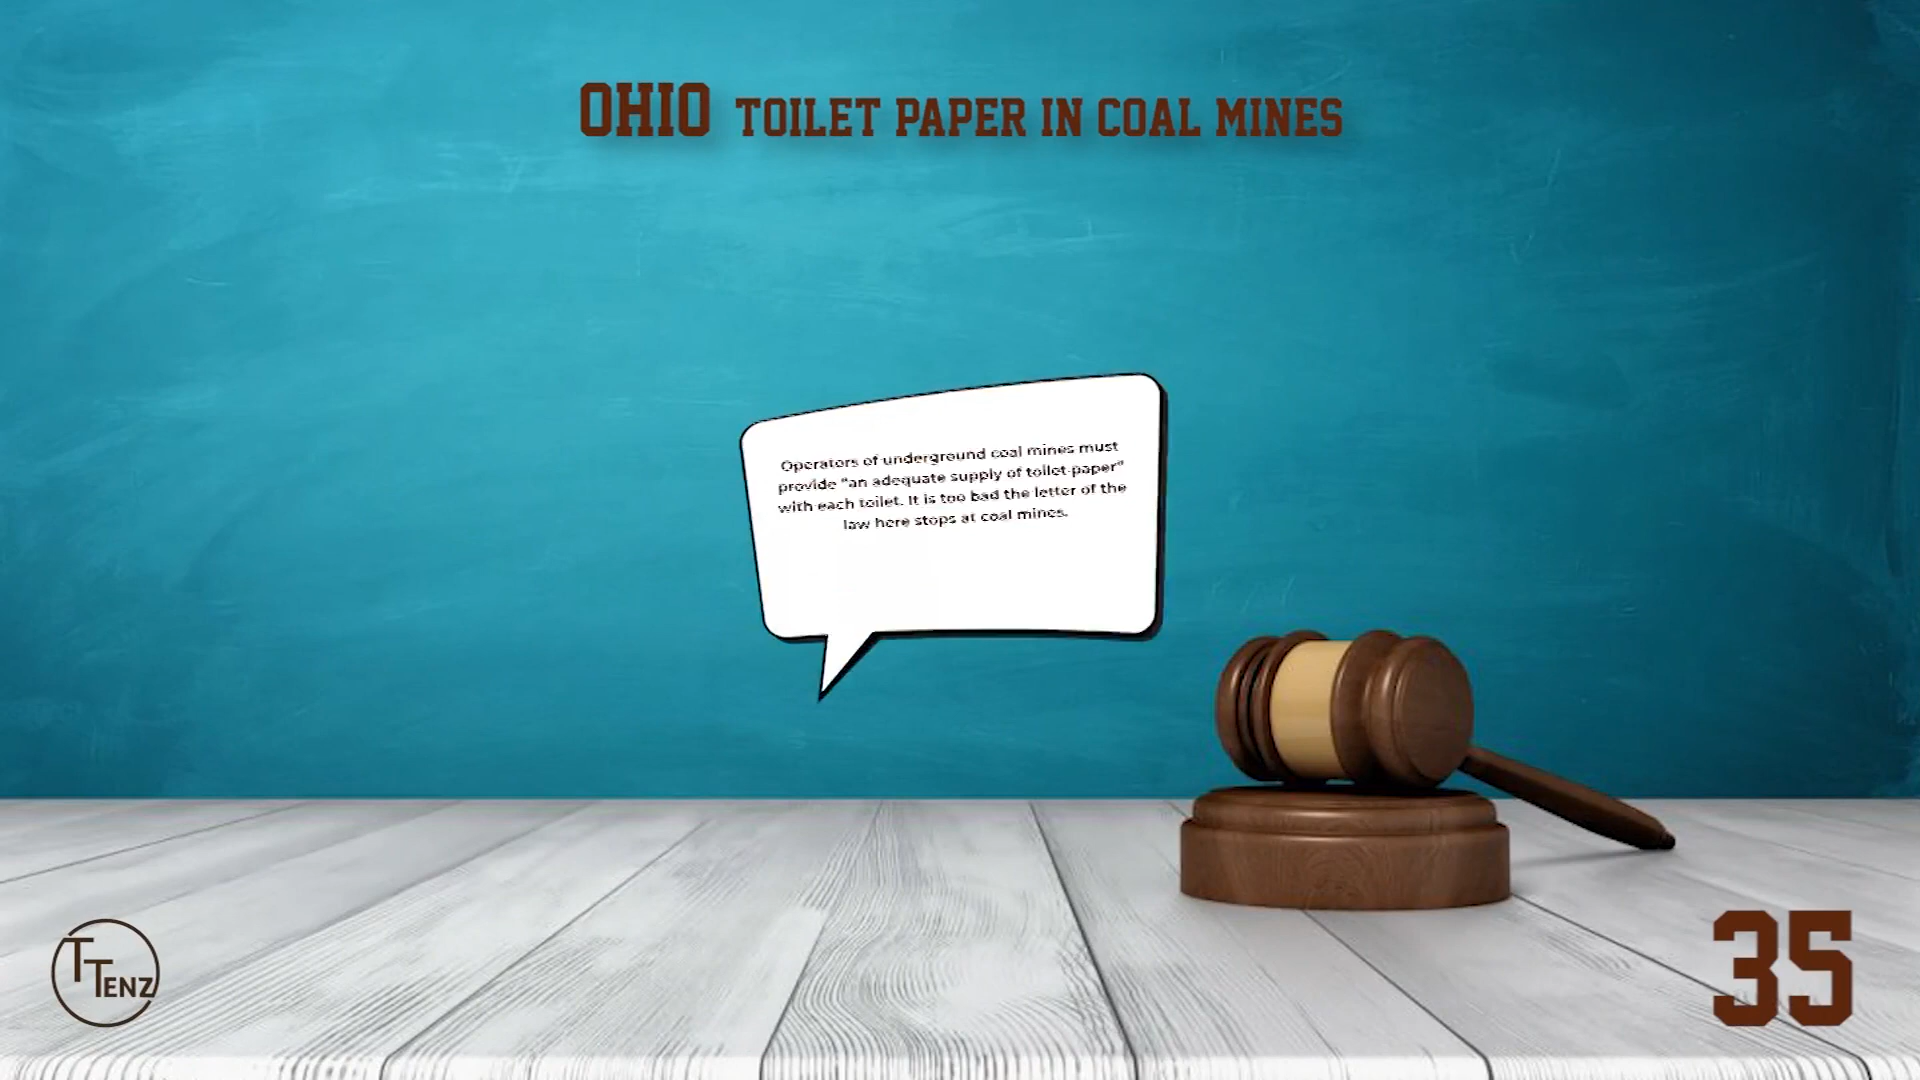 OHIO TOILET PAPER IN COAL MINES
Operators of underground coal mines must
provide "an adequate supply of toilet paper"
with each toilet. It is too bad the letter of the
law here stops at coal mines.
T
TENZ
35